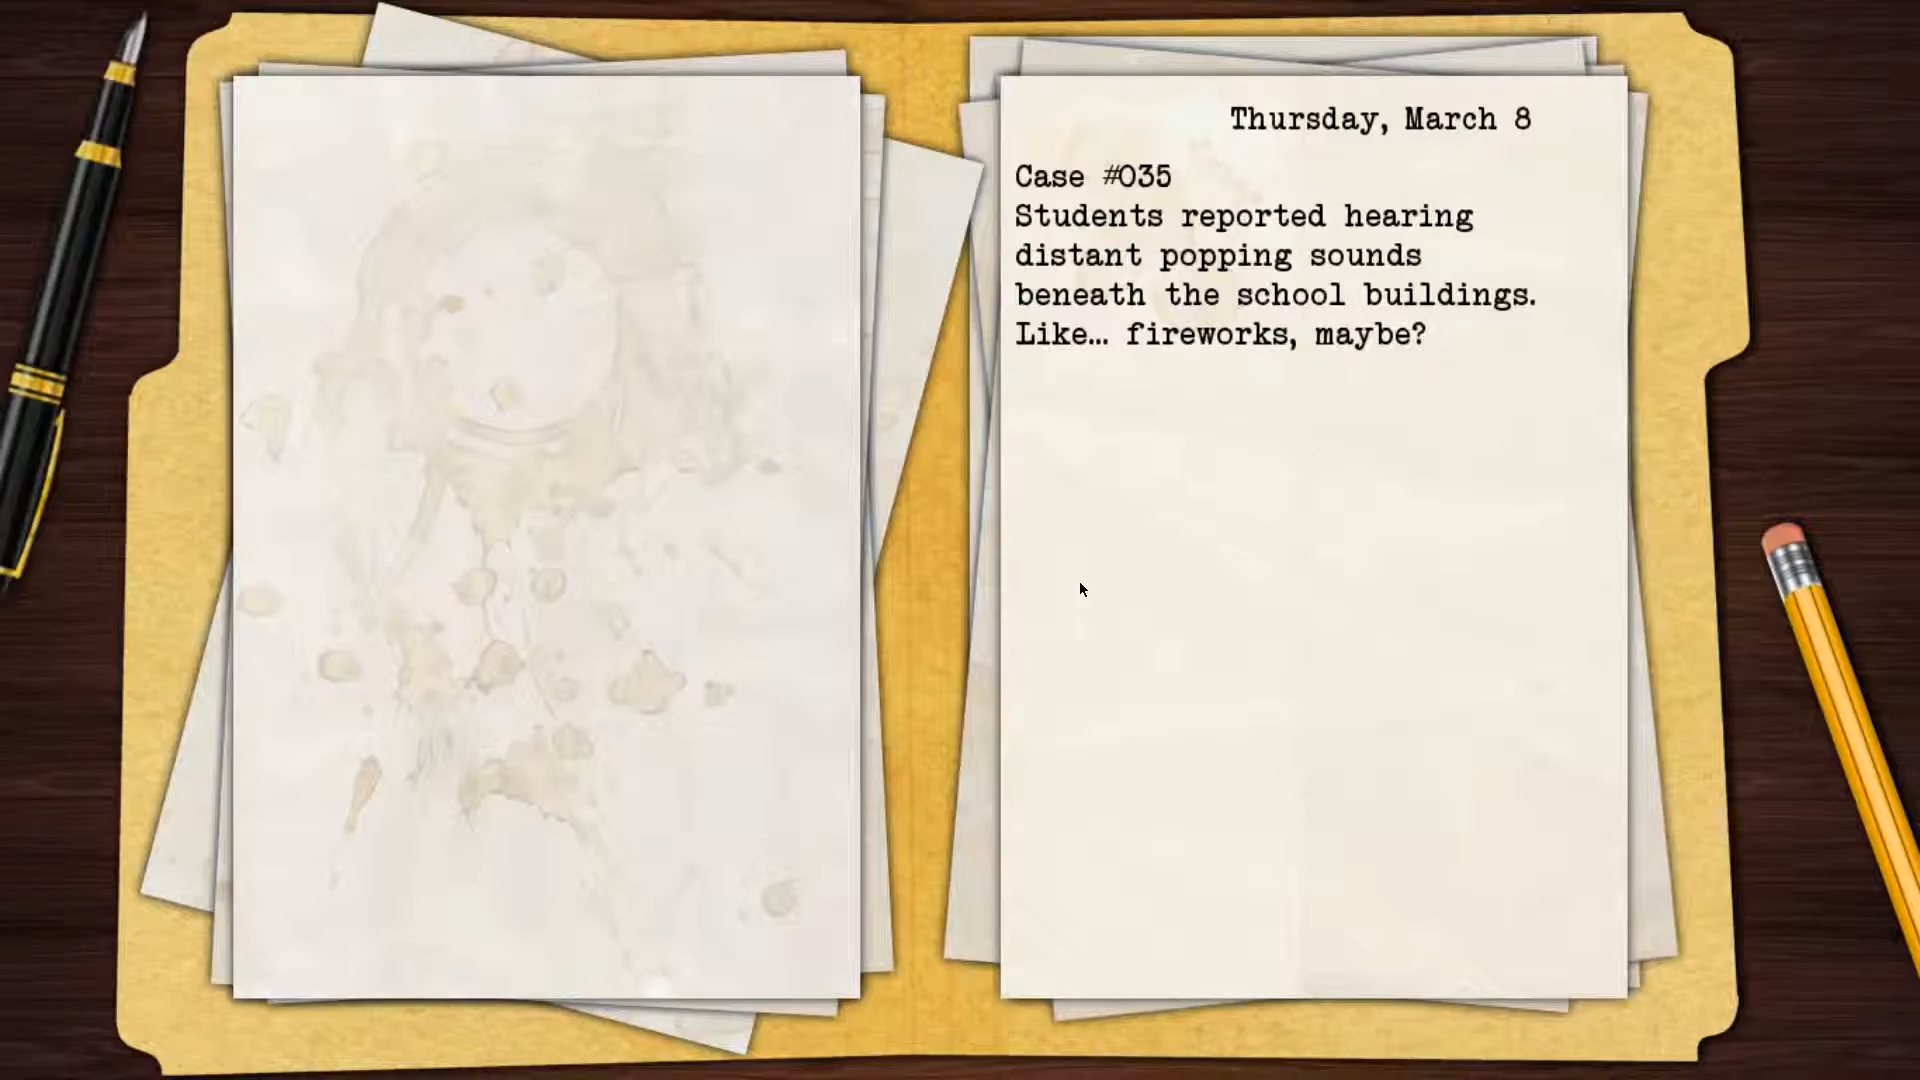 Thursday, March 8
Case #035
Students reported hearing
distant popping sounds
beneath the school buildings.
Like… fireworks, maybe?